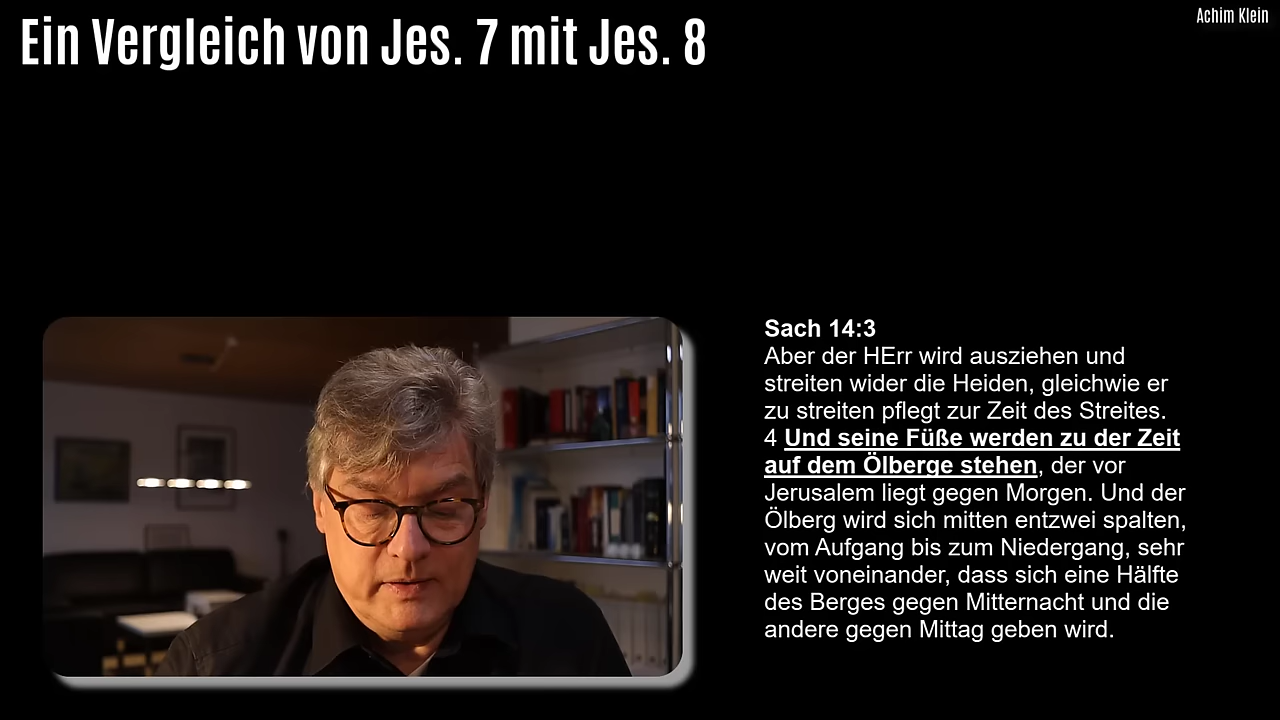 Ein Vergleich von Jes. 7 mit Jes. 8
Achim Klein
Sach 14:3
Aber der HErr wird ausziehen und
streiten wider die Heiden, gleichwie er
zu streiten pflegt zur Zeit des Streites.
4 Und seine Füße werden zu der Zeit
auf dem Ölberge stehen, der vor
Jerusalem liegt gegen Morgen. Und der
Ölberg wird sich mitten entzwei spalten,
vom Aufgang bis zum Niedergang, sehr
weit voneinander, dass sich eine Hälfte
des Berges gegen Mitternacht und die
andere gegen Mittag geben wird.